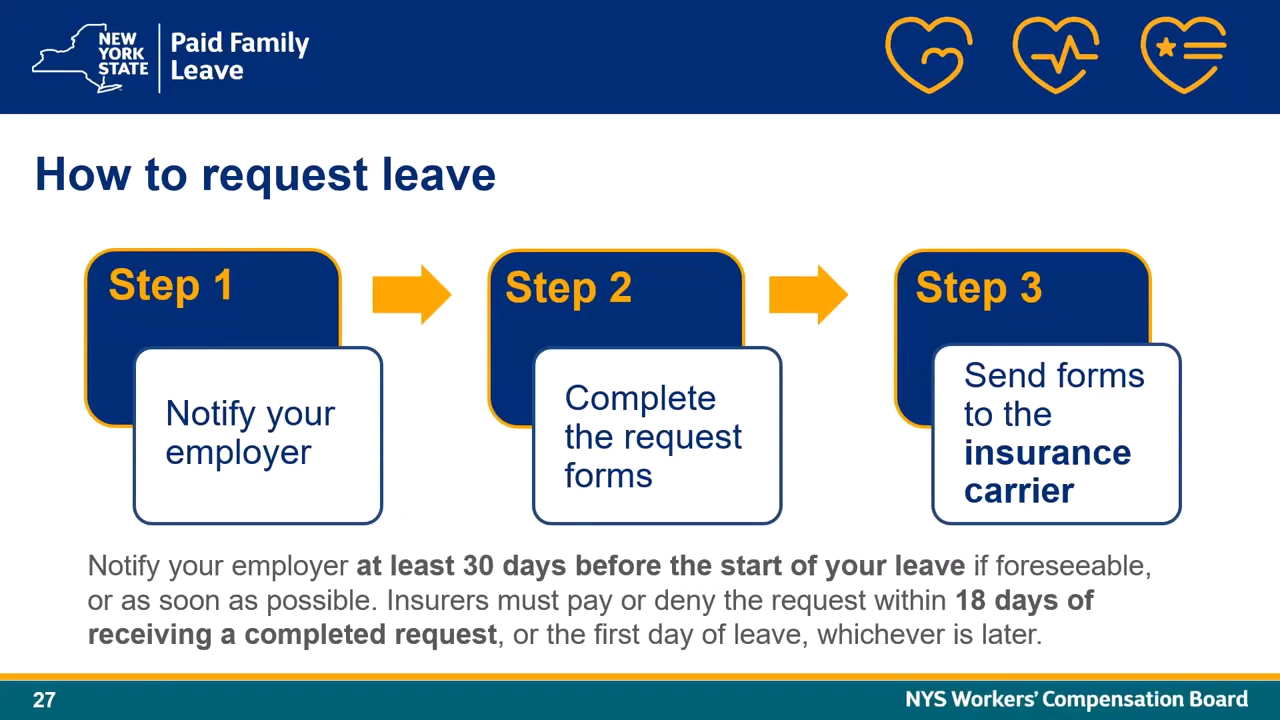 NEW
YORK
STATE
Paid Family
Leave
How to request leave
Step 1
Notify your
employer
Step 2
Complete
the request
forms
Step 3
Send forms
to the
insurance
carrier
Notify your employer at least 30 days before the start of your leave if foreseeable,
or as soon as possible. Insurers must pay or deny the request within 18 days of
receiving a completed request, or the first day of leave, whichever is later.
27
NYS Workers' Compensation Board